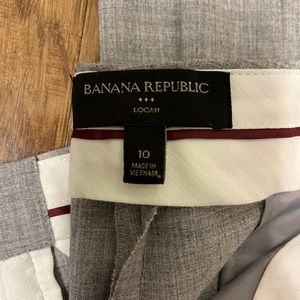 BANANA REPUBLIC
LOGAN
10
MADE IN
VIETNAM